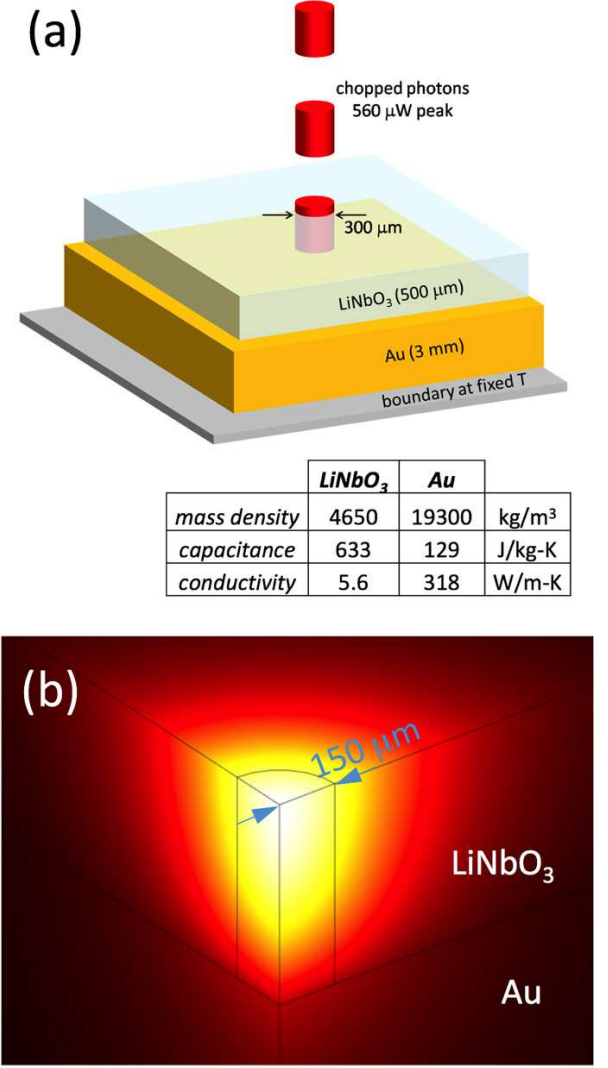 (a)
chopped photons
560 μW peak
300 μm
LiNbO₃ (500 μm)
Au (3 mm)
boundary at fixed T
LiNbO₃ Au
mass density 4650 19300 kg/m³
capacitance 633 129 J/kg-K
conductivity 5.6 318 W/m-K
(b)
150 μm
LiNbO₃
Au